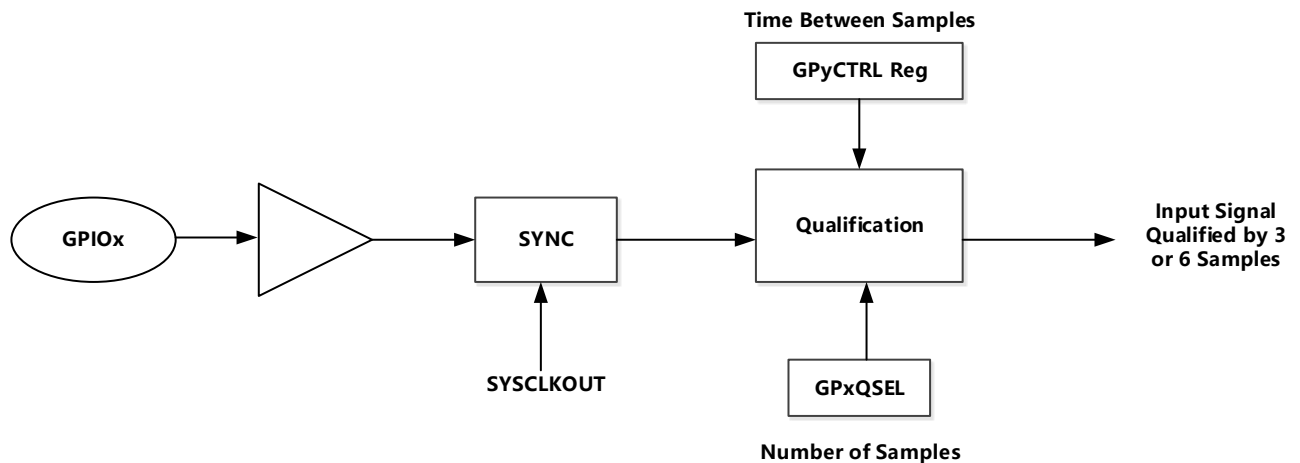 Time Between Samples
GPyCTRL Reg
GPIOx
SYNC
Qualification
Input Signal
Qualified by 3
or 6 Samples
SYSCLKOUT
GPxQSEL
Number of Samples